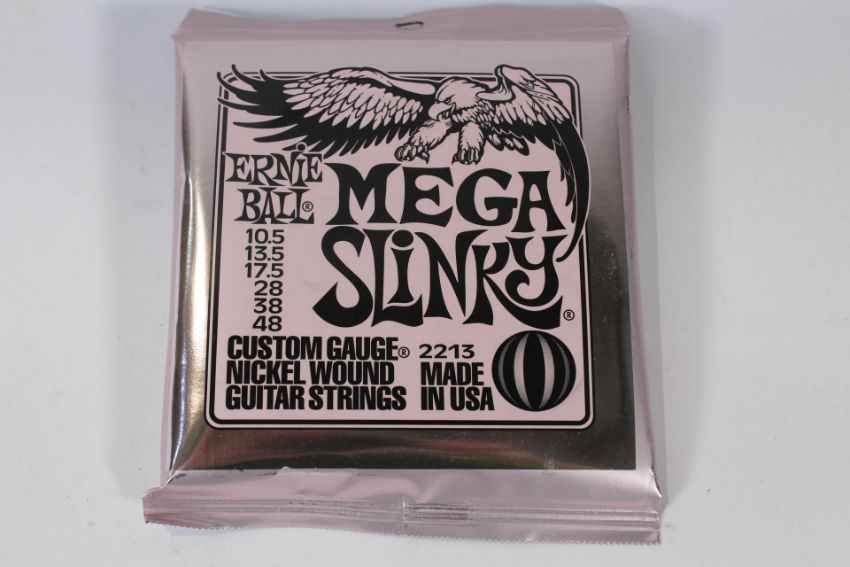 ERNIE
BALL®
MEGA
SLINKY®
10.5
13.5
17.5
28
38
48
CUSTOM GAUGE®
NICKEL WOUND
GUITAR STRINGS
2213
MADE
IN USA